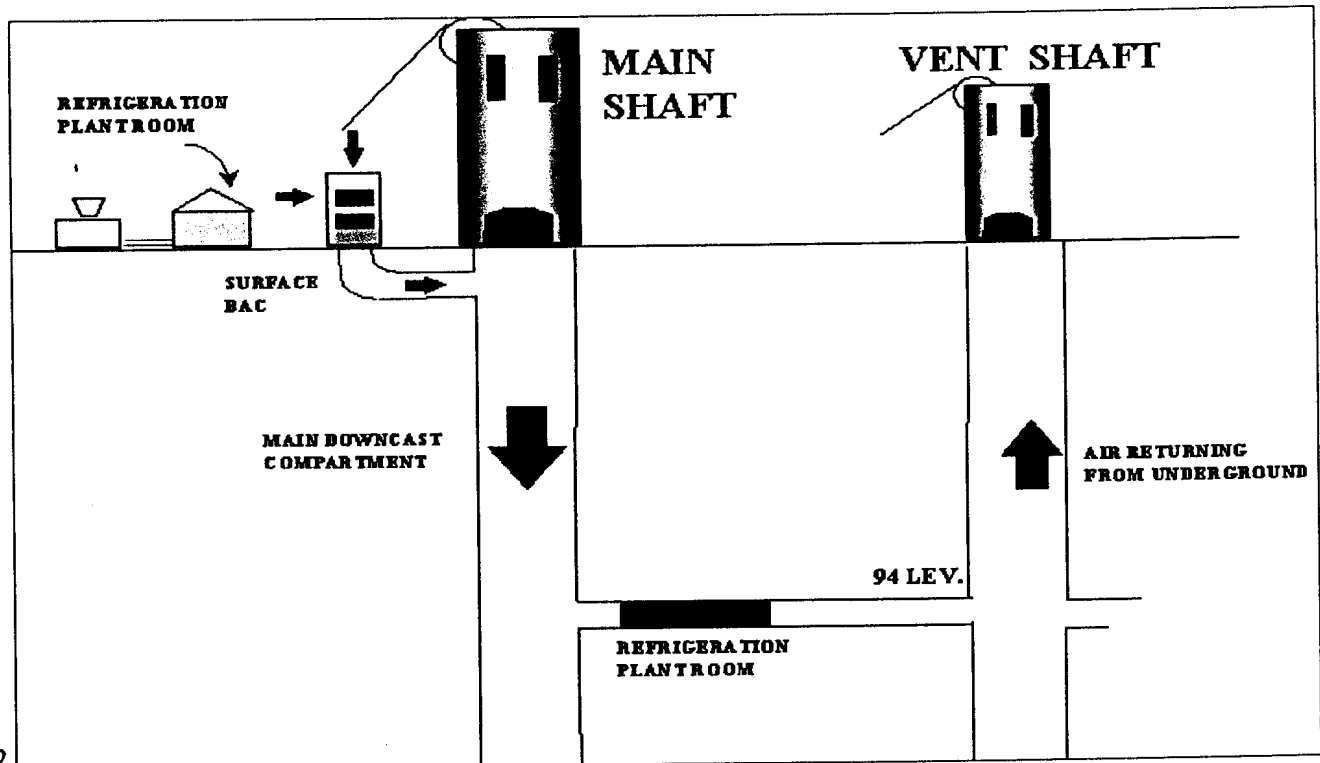 MAIN
SHAFT
VENT SHAFT
REFRIGERATION
PLANTROOM
SURFACE
BAC
MAIN DOWNCAST
COMPARTMENT
AIR RETURNING
FROM UNDERGROUND
94 LEV.
REFRIGERATION
PLANTROOM